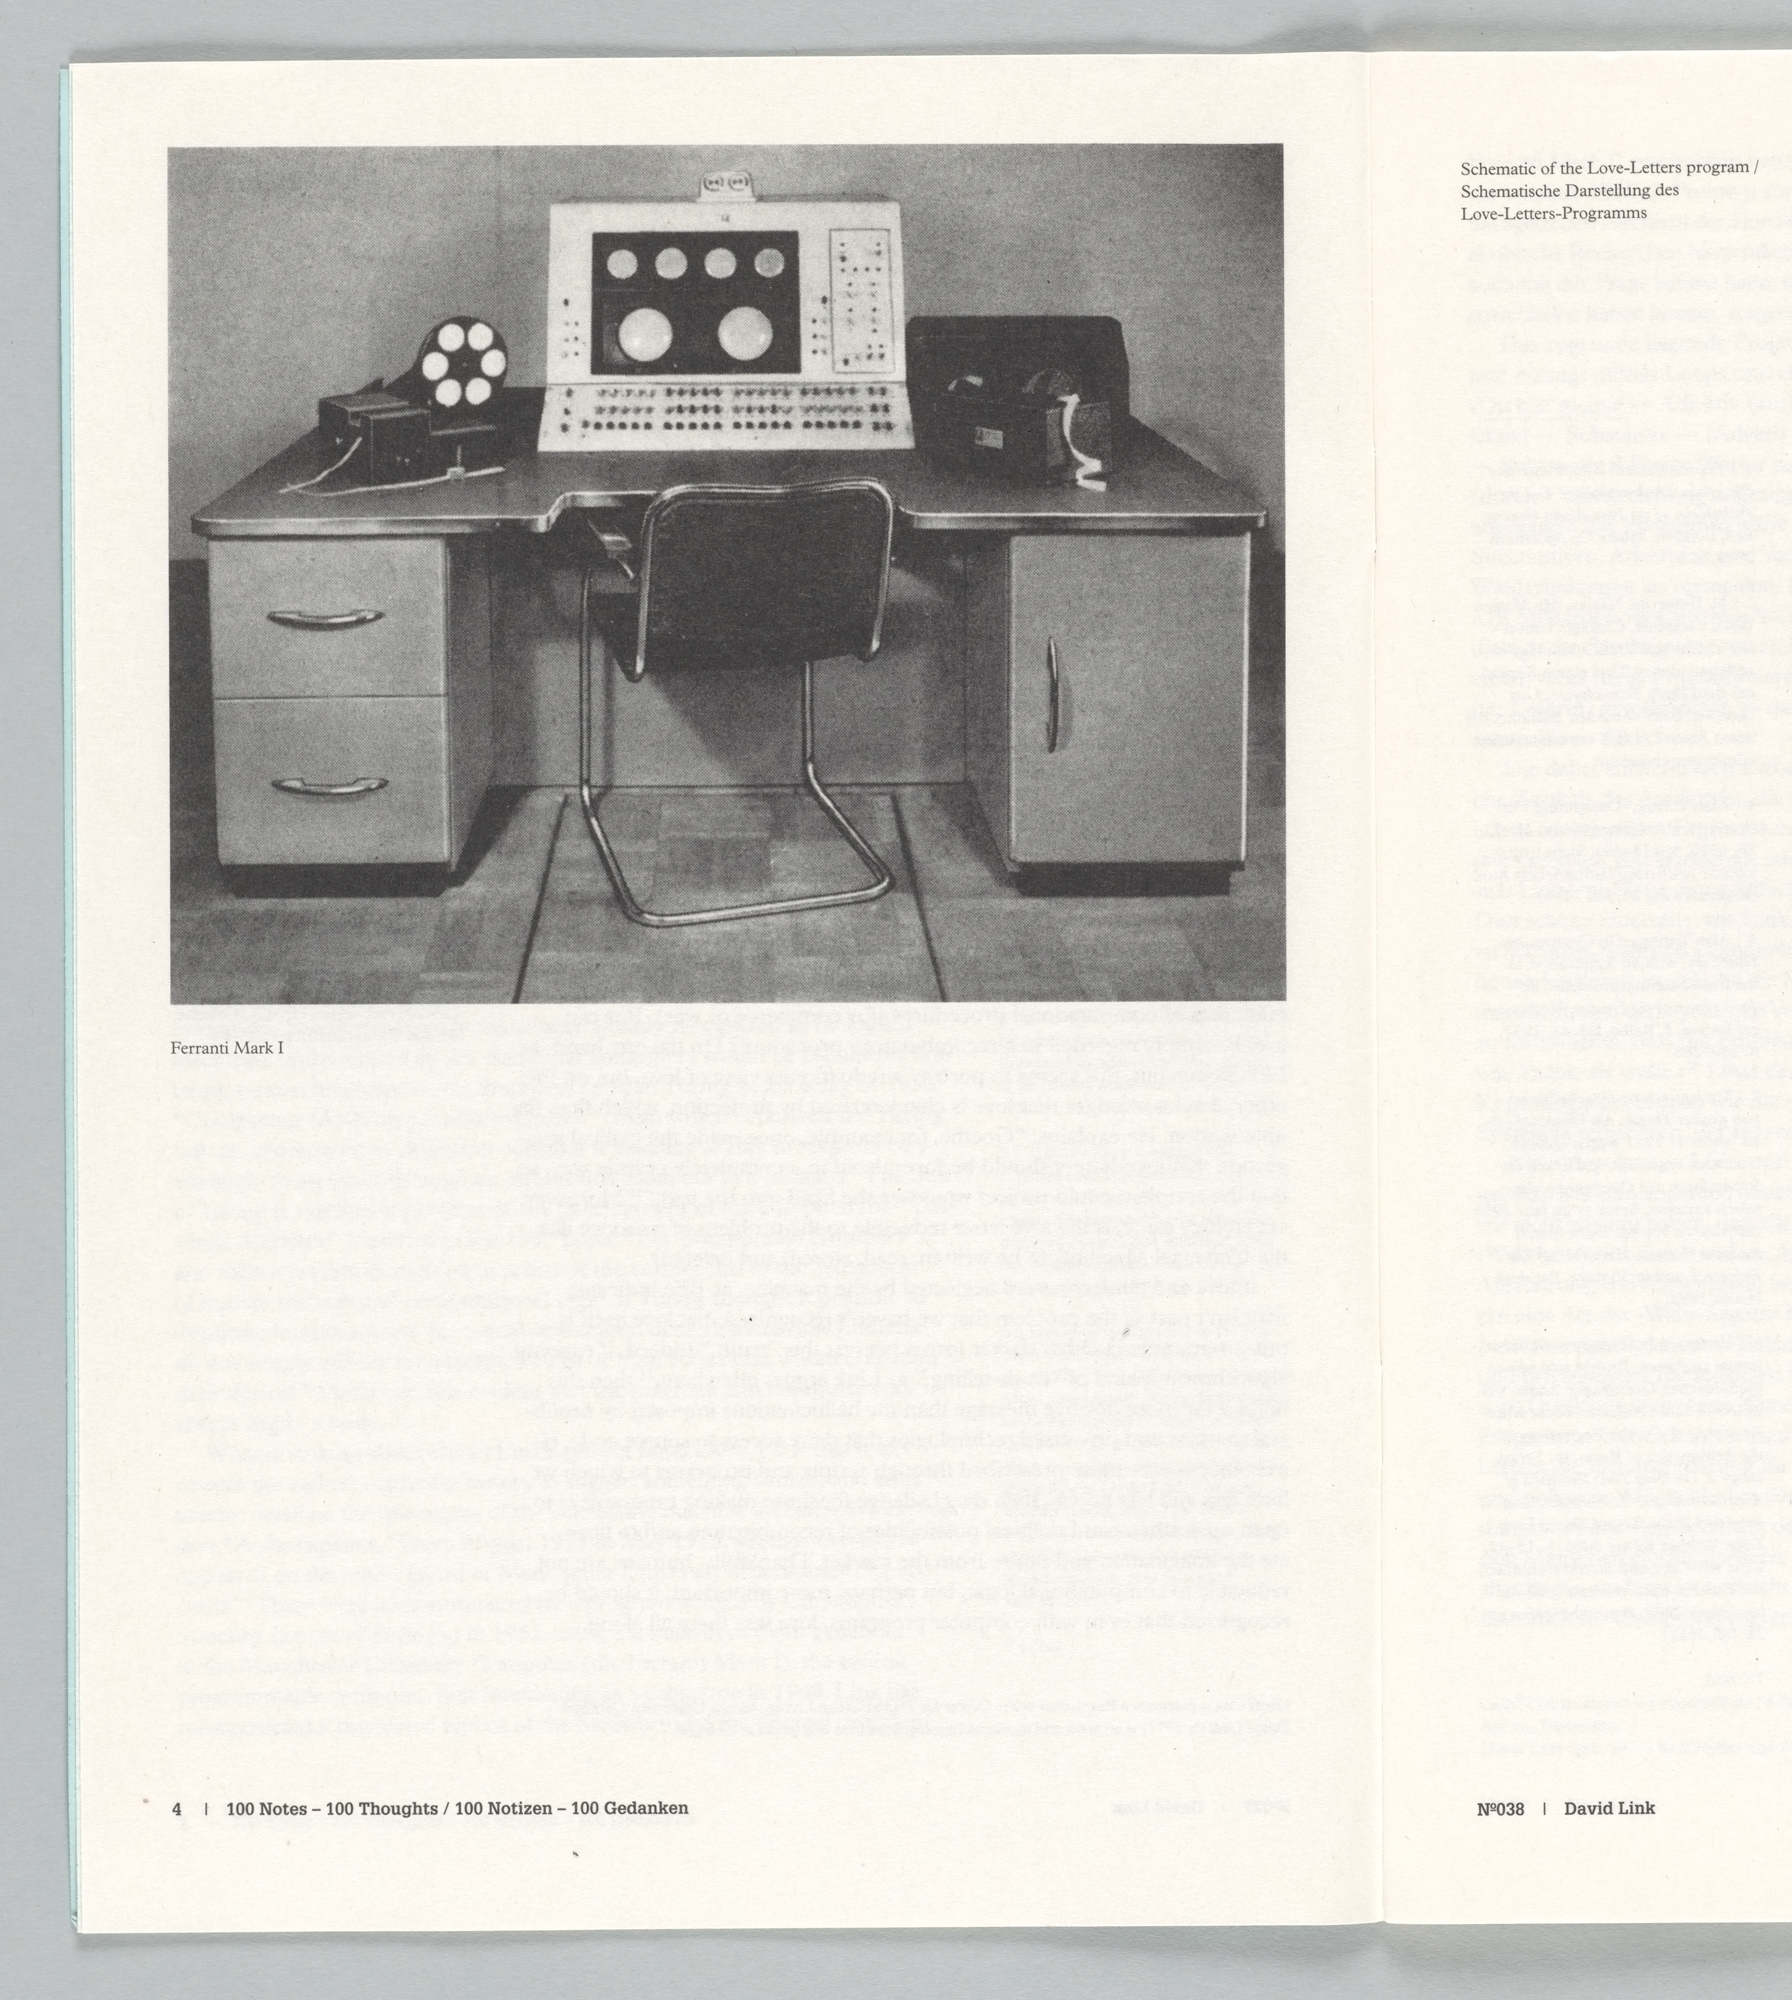 Ferranti Mark I
4 | 100 Notes – 100 Thoughts / 100 Notizen – 100 Gedanken
Schematic of the Love-Letters program /
Schematische Darstellung des
Love-Letters-Programms
Nº038 | David Link